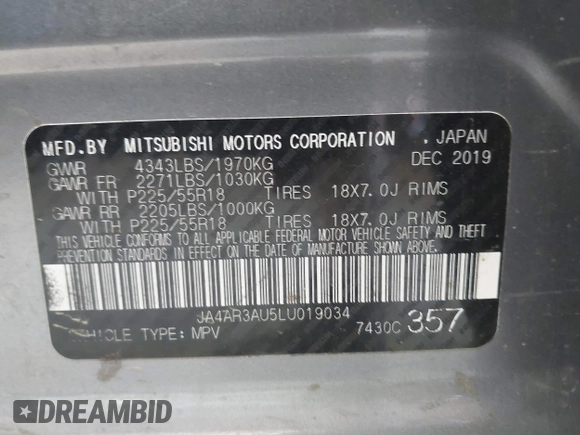 MFD.BY MITSUBISHI MOTORS CORPORATION , JAPAN
GWR 4343LBS/1970KG DEC 2019
GAWR FR 2271LBS/1030KG
WITH P225/55R18 TIRES 18X7.0J RIMS
GAWR RR 2205LBS/1000KG
WITH P225/55R18 TIRES 18X7.0J RIMS
THIS VEHICLE CONFORMS TO ALL APPLICABLE FEDERAL MOTOR VEHICLE SAFETY AND THEFT
PREVENTION STANDARDS IN EFFECT ON THE DATE OF MANUFACTURE SHOWN ABOVE.
JA4AR3AU5LU019034
VEHICLE TYPE: MPV 7430C 357
DREAMBID